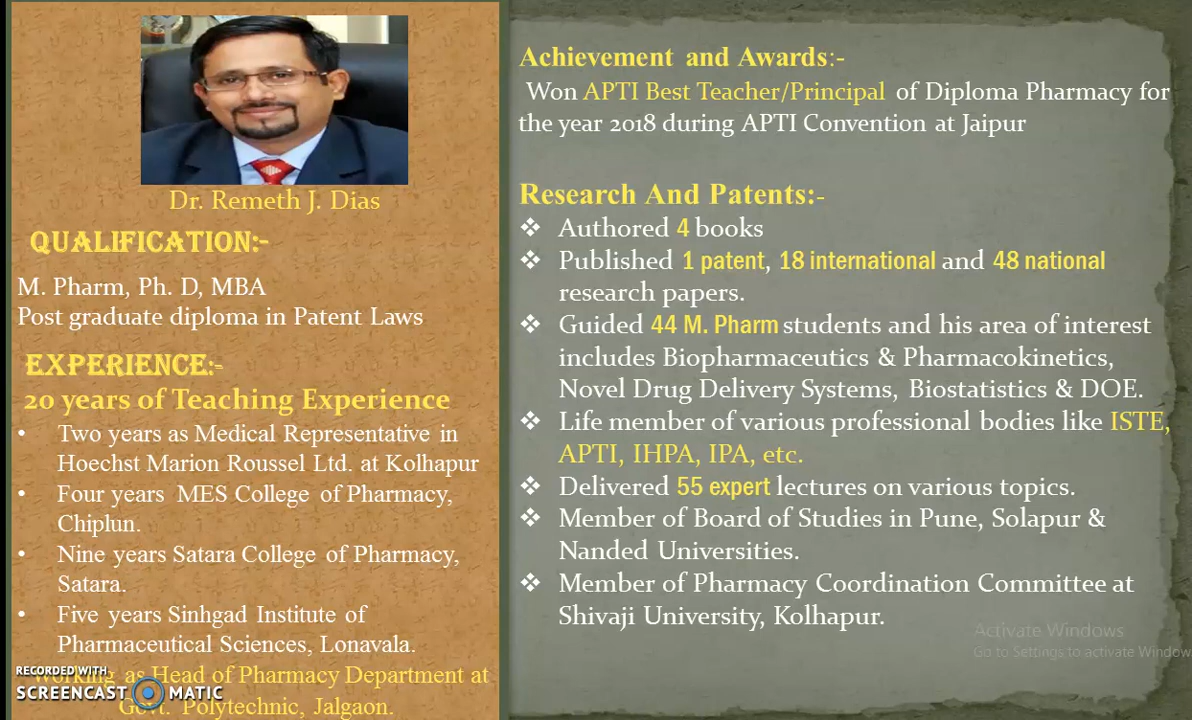 Dr. Remeth J. Dias
QUALIFICATION:-
M. Pharm, Ph. D, MBA
Post graduate diploma in Patent Laws
EXPERIENCE:-
20 years of Teaching Experience
• Two years as Medical Representative in
Hoechst Marion Roussel Ltd. at Kolhapur
• Four years MES College of Pharmacy,
Chiplun.
• Nine years Satara College of Pharmacy,
Satara.
• Five years Sinhgad Institute of
Pharmaceutical Sciences, Lonavala.
Working as Head of Pharmacy Department at
Govt. Polytechnic, Jalgaon.
RECORDED WITH
SCREENCAST MATIC
Achievement and Awards:-
Won APTI Best Teacher/Principal of Diploma Pharmacy for
the year 2018 during APTI Convention at Jaipur
Research And Patents:-
❖ Authored 4 books
❖ Published 1 patent, 18 international and 48 national
research papers.
❖ Guided 44 M. Pharm students and his area of interest
includes Biopharmaceutics & Pharmacokinetics,
Novel Drug Delivery Systems, Biostatistics & DOE.
❖ Life member of various professional bodies like ISTE,
APTI, IHPA, IPA, etc.
❖ Delivered 55 expert lectures on various topics.
❖ Member of Board of Studies in Pune, Solapur &
Nanded Universities.
❖ Member of Pharmacy Coordination Committee at
Shivaji University, Kolhapur.
Activate Windows
Go to Settings to activate Window